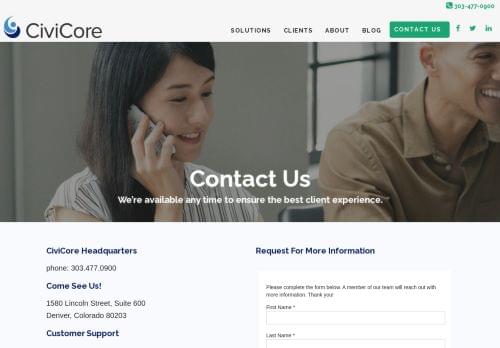 303-477-0900
CiviCore
SOLUTIONS CLIENTS ABOUT BLOG CONTACT US
Contact Us
We're available any time to ensure the best client experience.
CiviCore Headquarters
phone: 303.477.0900
Come See Us!
1580 Lincoln Street, Suite 600
Denver, Colorado 80203
Customer Support
Request For More Information
Please complete the form below. A member of our team will reach out with
more information. Thank you!
First Name *
Last Name *